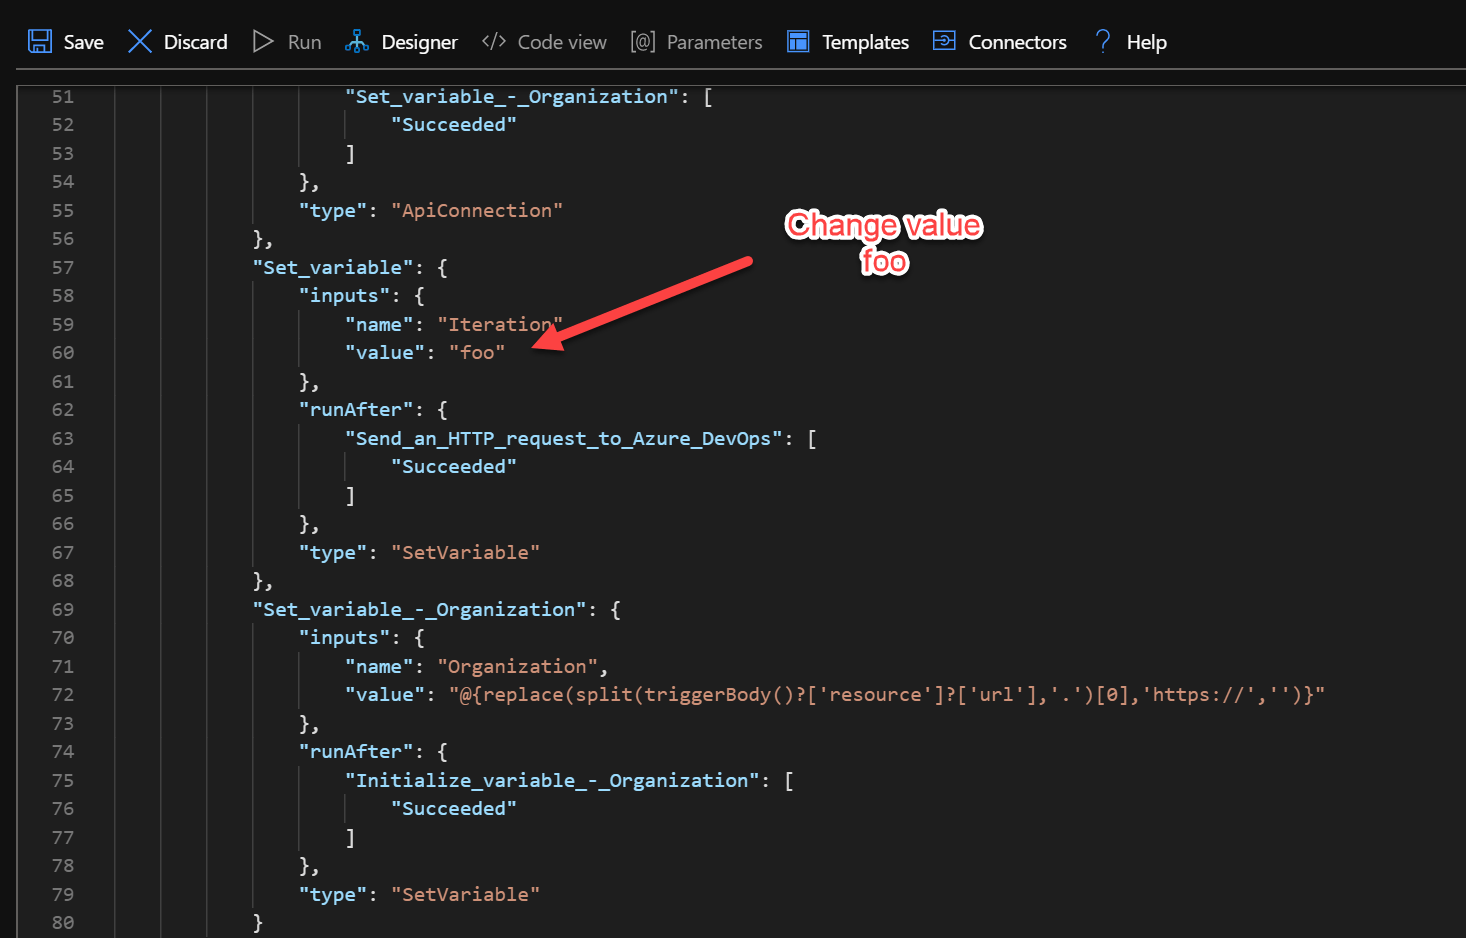 Save Discard Run Designer </> Code view [@] Parameters Templates Connectors ? Help
51 "Set_variable_-_Organization": [
52 "Succeeded"
53 ]
54 },
55 "type": "ApiConnection"
56 },
57 "Set_variable": {
58 "inputs": {
59 "name": "Iteration"
60 "value": "foo"
61 },
62 "runAfter": {
63 "Send_an_HTTP_request_to_Azure_DevOps": [
64 "Succeeded"
65 ]
66 },
67 "type": "SetVariable"
68 },
69 "Set_variable_-_Organization": {
70 "inputs": {
71 "name": "Organization",
72 "value": "@{replace(split(triggerBody()?['resource']?['url'],'.')[0],'https://','')}"
73 },
74 "runAfter": {
75 "Initialize_variable_-_Organization": [
76 "Succeeded"
77 ]
78 },
79 "type": "SetVariable"
80 }
Change value
foo